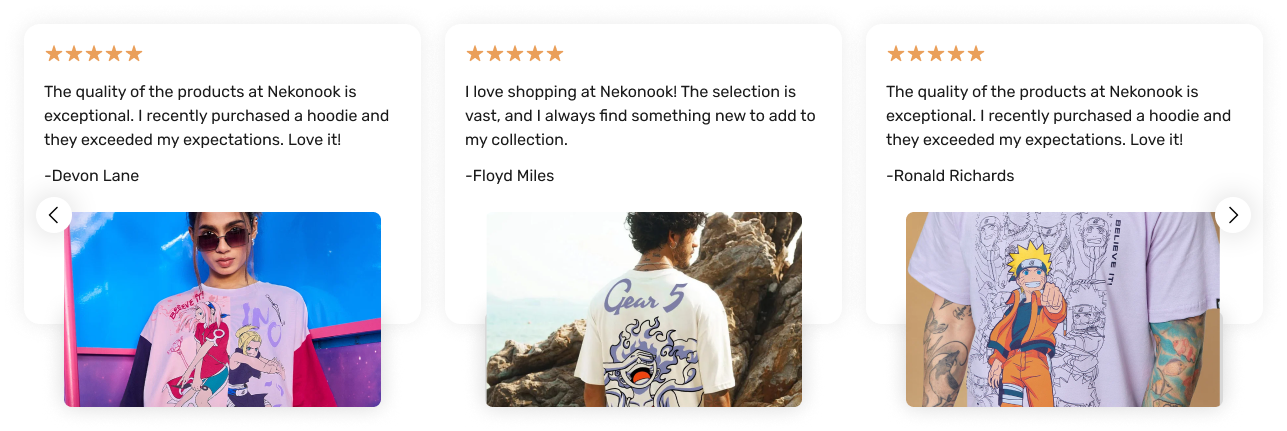 The quality of the products at Nekonook is
exceptional. I recently purchased a hoodie and
they exceeded my expectations. Love it!
-Devon Lane
I love shopping at Nekonook! The selection is
vast, and I always find something new to add to
my collection.
-Floyd Miles
The quality of the products at Nekonook is
exceptional. I recently purchased a hoodie and
they exceeded my expectations. Love it!
-Ronald Richards
BELIEVE IT!
INO
Gear 5
BELIEVE IT!